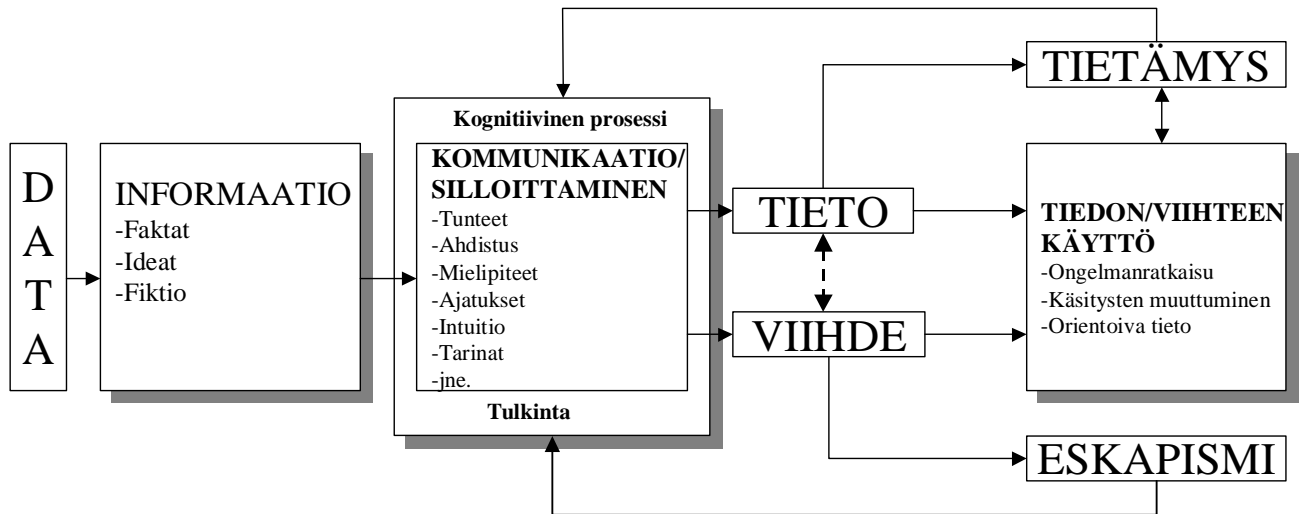 DATA
INFORMAATIO
-Faktat
-Ideat
-Fiktio
Kognitiivinen prosessi
KOMMUNIKAATIO/
SILLOITTAMINEN
-Tunteet
-Ahdistus
-Mielipiteet
-Ajatukset
-Intuitio
-Tarinat
-jne.
Tulkinta
TIETO
VIIHDE
TIETÄMYS
TIEDON/VIIHTEEN
KÄYTTÖ
-Ongelmanratkaisu
-Käsitysten muuttuminen
-Orientoiva tieto
ESKAPISMI